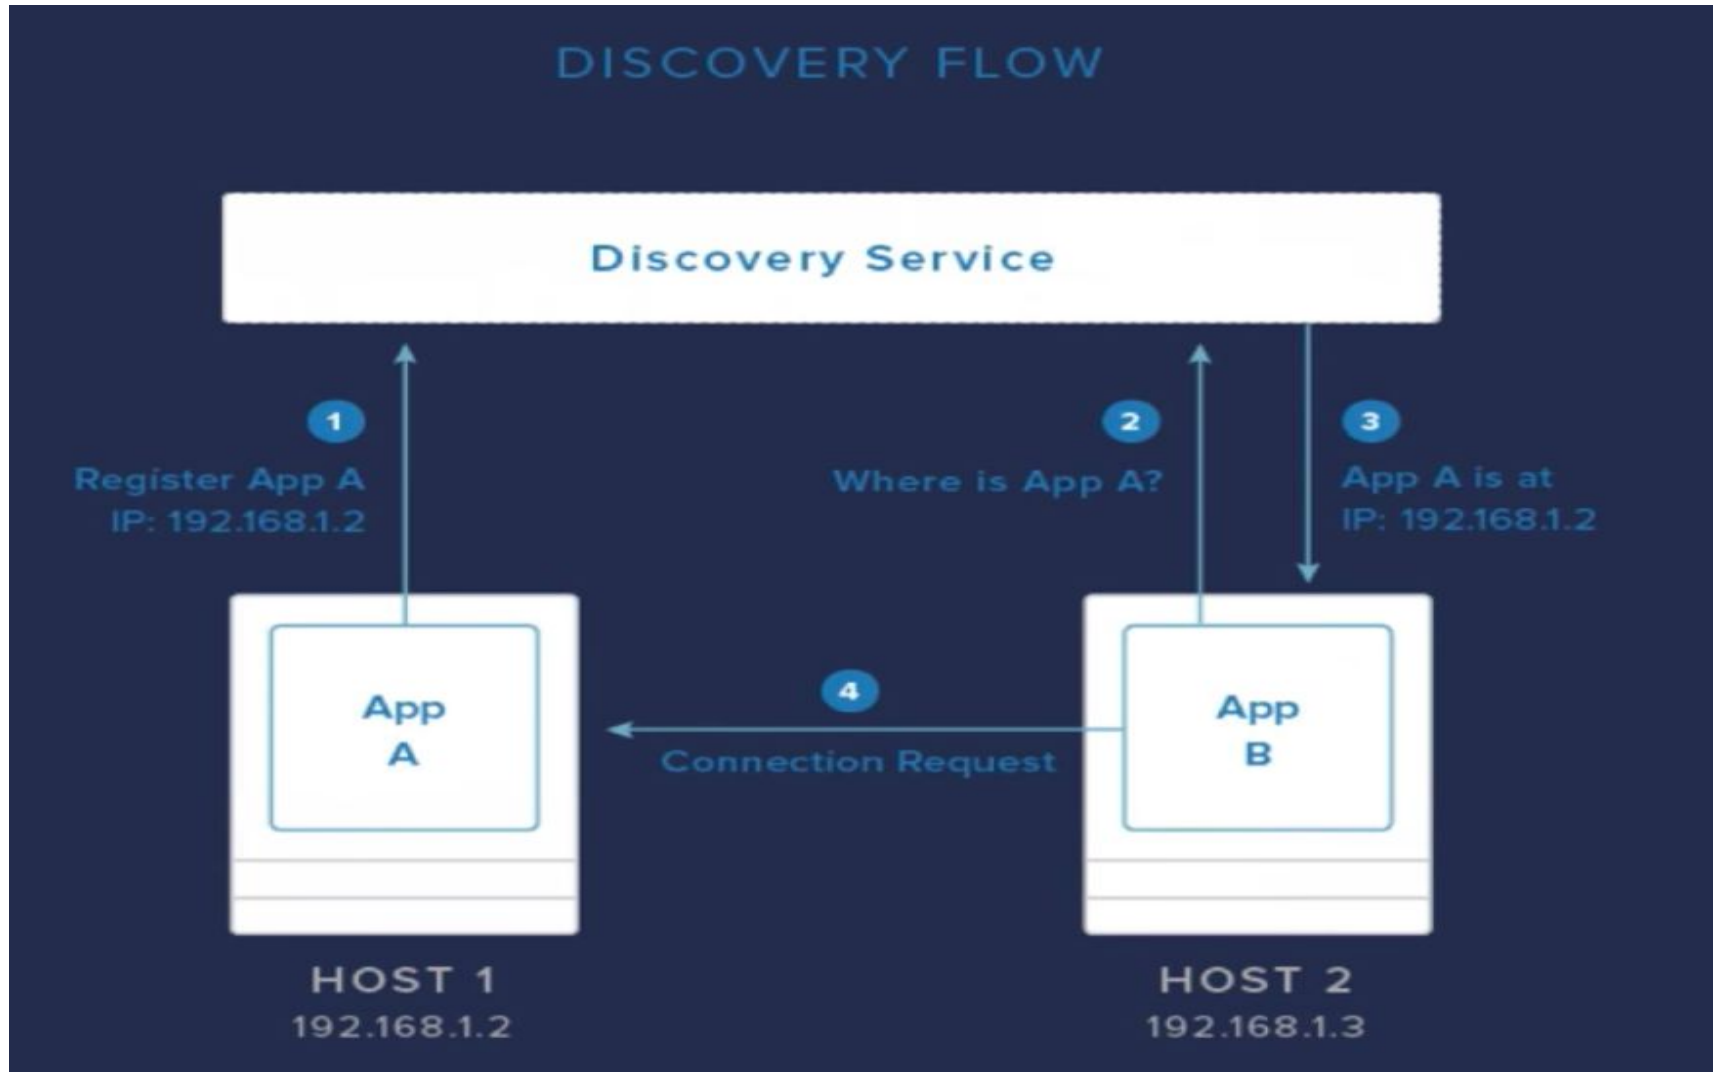 DISCOVERY FLOW
Discovery Service
1
Register App A
IP: 192.168.1.2
2
Where is App A?
3
App A is at
IP: 192.168.1.2
App
A
4
Connection Request
App
B
HOST 1
192.168.1.2
HOST 2
192.168.1.3